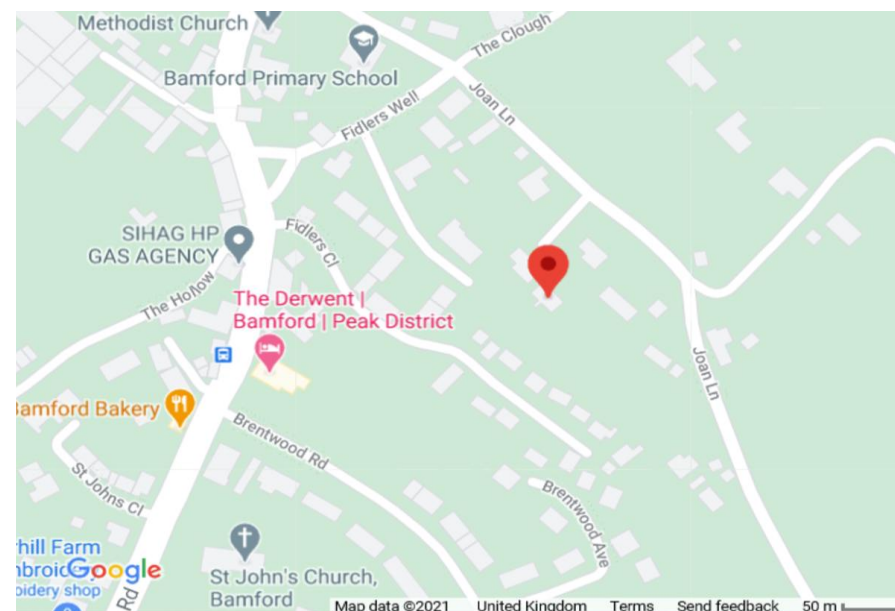 Methodist Church
The Clough
Bamford Primary School
Joan Ln
Fidlers Well
SIHAG HP
GAS AGENCY
Fidlers Cl
The Hollow
The Derwent |
Bamford | Peak District
Joan Ln
Bamford Bakery
Brentwood Rd
St Johns Cl
Brentwood Ave
rhill Farm
nbroid
oidery shop
Google
St John's Church,
Bamford
Rd
Map data ©2021 United Kingdom Terms Send feedback 50 m